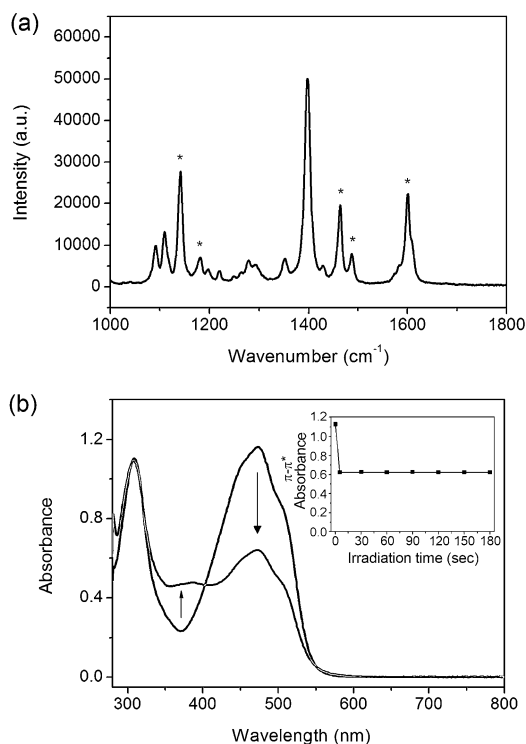 (a)
Intensity (a.u.)
60000
50000
40000
30000
20000
10000
0
* * * * *
1000 1200 1400 1600 1800
Wavenumber (cm⁻¹)
(b)
Absorbance
1.2
0.8
0.4
0.0
300 400 500 600 700 800
Wavelength (nm)
π-π*
Absorbance
1.2
1.0
0.8
0.6
0.4
0.2
0.0
0 30 60 90 120 150 180
Irradiation time (sec)